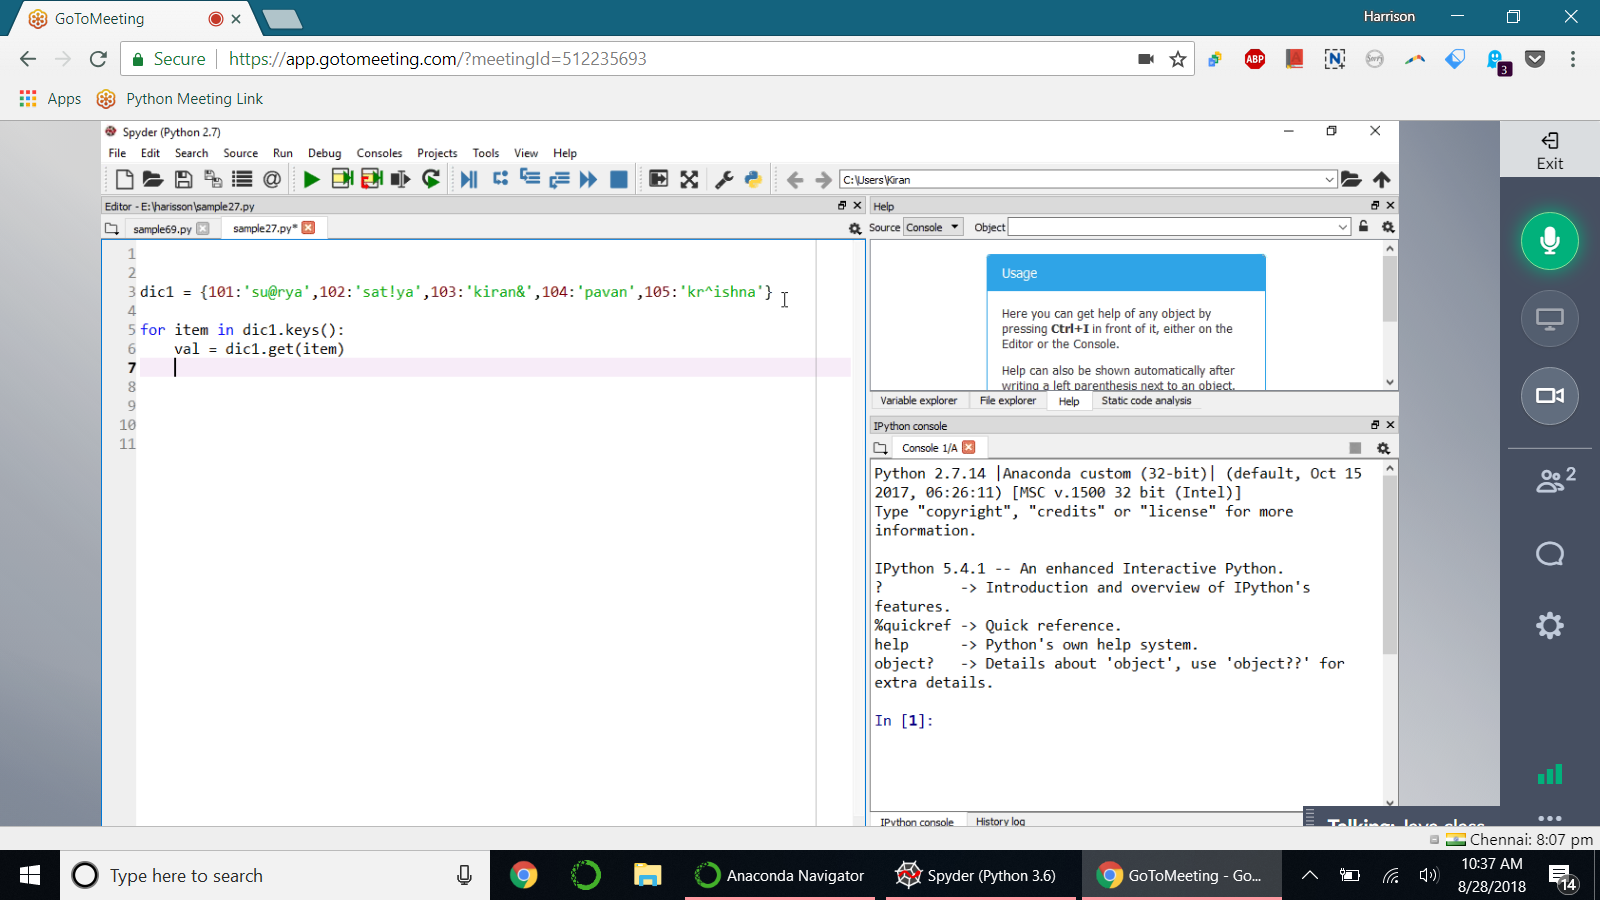 GoToMeeting
Harrison
Secure
https://app.gotomeeting.com/?meetingId=512235693
ABP
A
N
Sorry
3
Apps
Python Meeting Link
Spyder (Python 2.7)
Exit
File Edit Search Source Run Debug Consoles Projects Tools View Help
C:\Users\Kiran
Editor - E:\harisson\sample27.py
Help
sample69.py
sample27.py*
Source Console
Object
1
2
3 dic1 = {101:'su@rya',102:'sat!ya',103:'kiran&',104:'pavan',105:'kr^ishna'}
4
5 for item in dic1.keys():
6 val = dic1.get(item)
7
8
9
10
11
Usage
Here you can get help of any object by
pressing Ctrl+I in front of it, either on the
Editor or the Console.
Help can also be shown automatically after
writing a left parenthesis next to an object.
Variable explorer File explorer Help Static code analysis
IPython console
Console 1/A
Python 2.7.14 |Anaconda custom (32-bit)| (default, Oct 15
2017, 06:26:11) [MSC v.1500 32 bit (Intel)]
Type "copyright", "credits" or "license" for more
information.
IPython 5.4.1 -- An enhanced Interactive Python.
? -> Introduction and overview of IPython's
features.
%quickref -> Quick reference.
help -> Python's own help system.
object? -> Details about 'object', use 'object??' for
extra details.
In [1]:
IPython console History log
2
Talking:
Chennai: 8:07 pm
Type here to search
Anaconda Navigator
Spyder (Python 3.6)
GoToMeeting - Go...
10:37 AM
8/28/2018
14